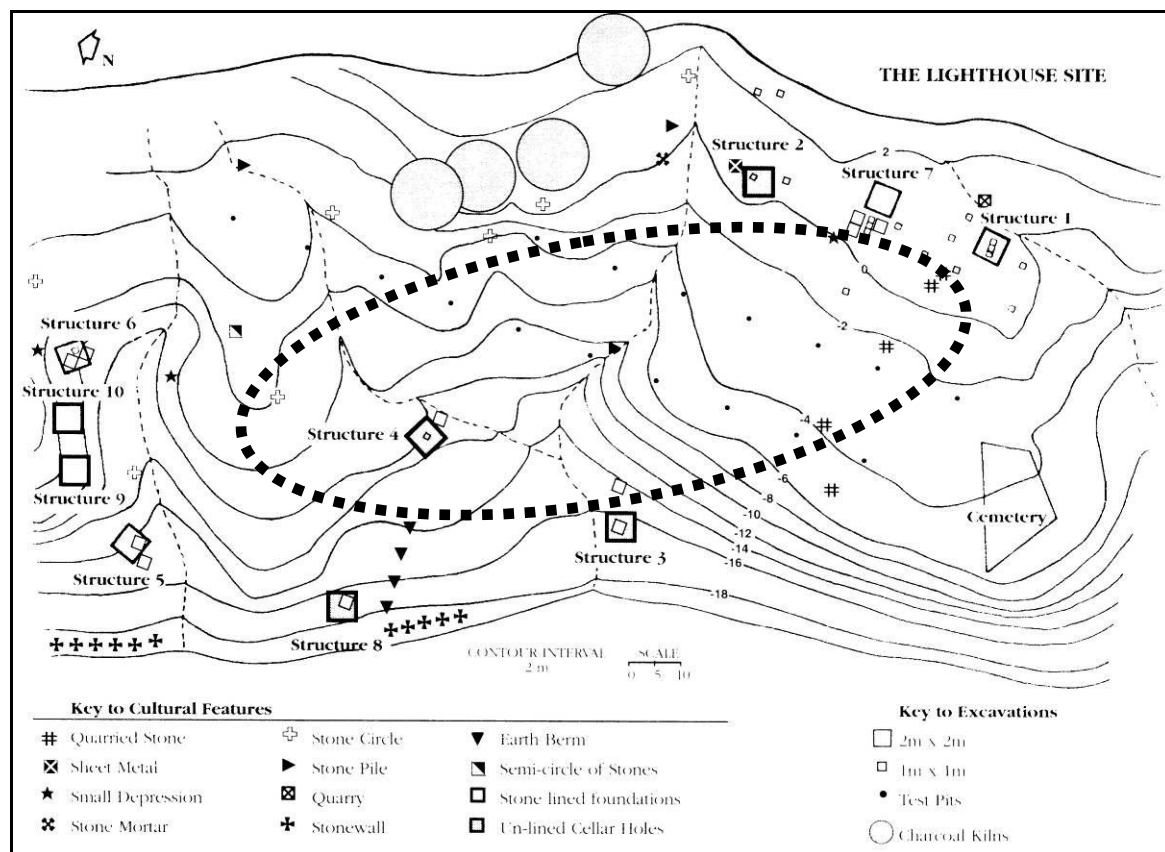 N
THE LIGHTHOUSE SITE
Structure 2
2
Structure 7
Structure 1
0
-2
Structure 6
Structure 10
Structure 4
-4
Structure 9
-6
-8
-10
Cemetery
-12
Structure 3
-14
Structure 5
-16
-18
Structure 8
CONTOUR INTERVAL
2 m
SCALE
0 5 10
Key to Cultural Features
Quarried Stone
Sheet Metal
Small Depression
Stone Mortar
Stone Circle
Stone Pile
Quarry
Stonewall
Earth Berm
Semi-circle of Stones
Stone lined foundations
Un-lined Cellar Holes
Key to Excavations
2m x 2m
1m x 1m
Test Pits
Charcoal Kilns